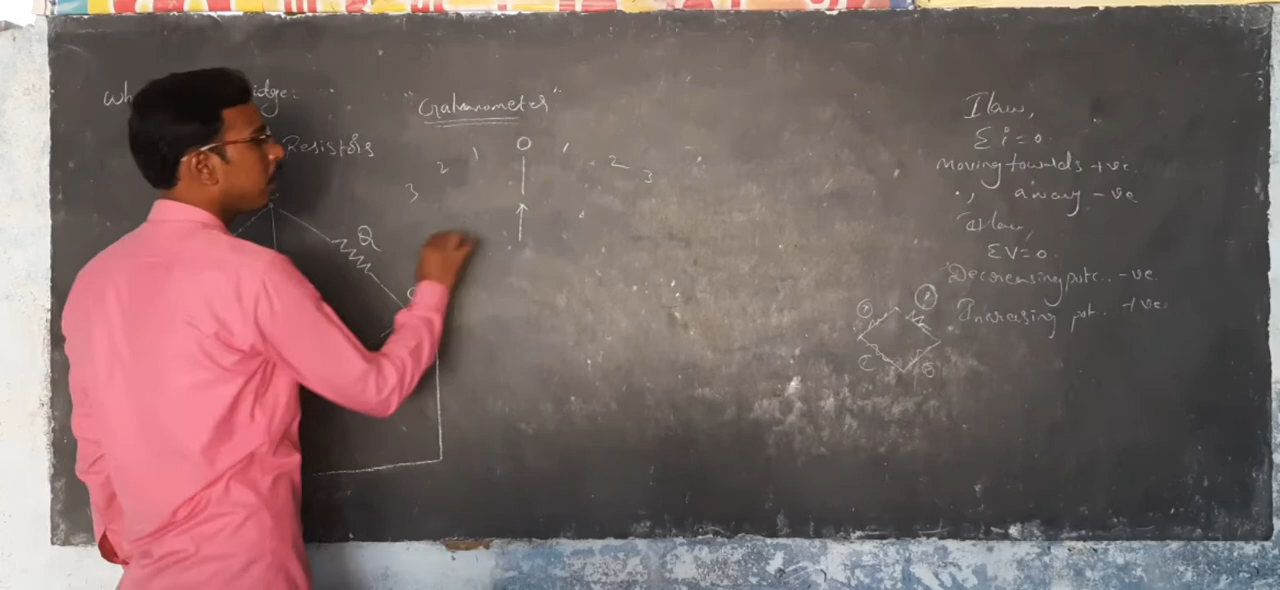 Wh idge:
Resistors
"Galvanometer"
3 2 1 0 1 2 3
Q
I law,
Σ i = 0.
moving towards +ve.
" away -ve
II law,
ΣV=0.
Decreasing pote.. -ve.
Increasing pot. +ve.